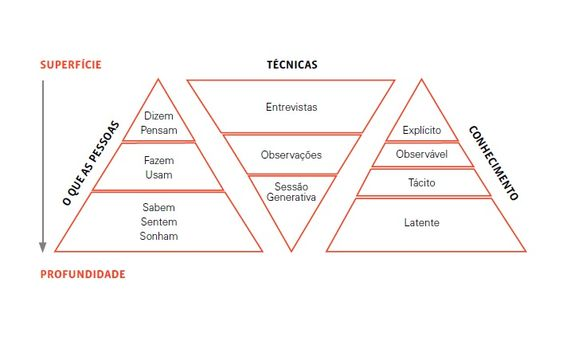 SUPERFÍCIE
TÉCNICAS
O QUE AS PESSOAS
Dizem
Pensam
Fazem
Usam
Sabem
Sentem
Sonham
Entrevistas
Observações
Sessão
Generativa
Explícito
Observável
Tácito
Latente
CONHECIMENTO
PROFUNDIDADE